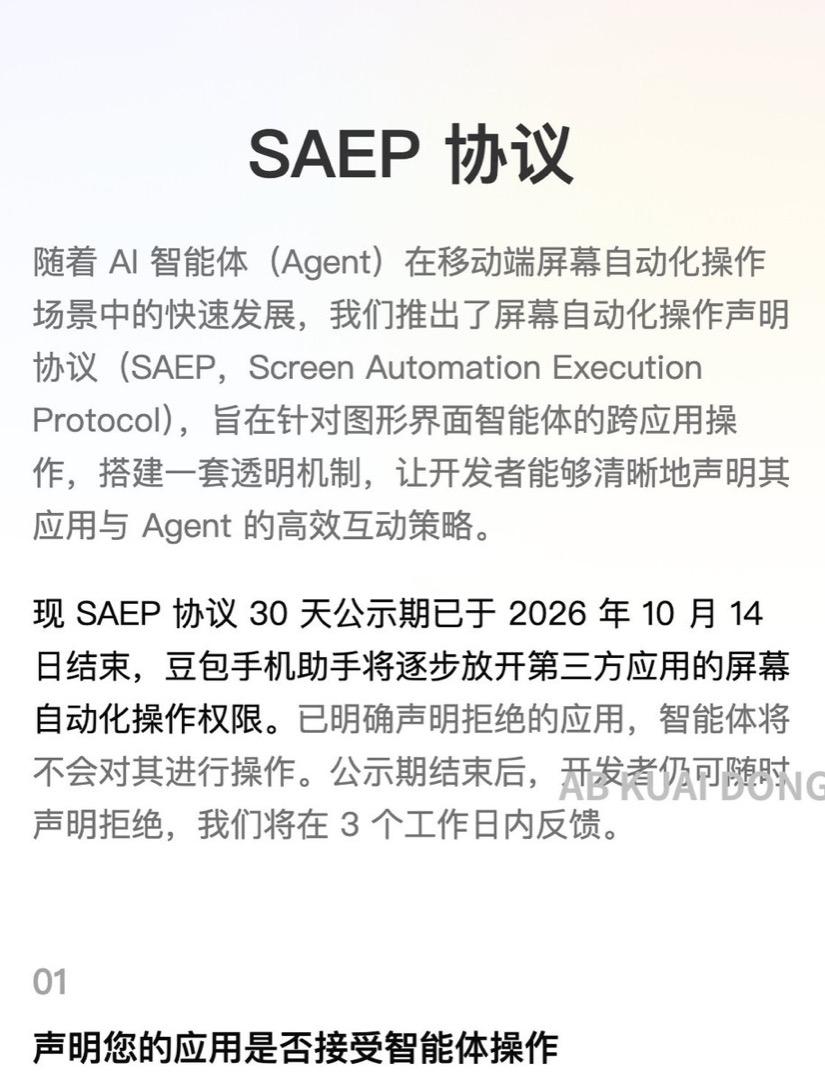 SAEP 协议
随着 AI 智能体（Agent）在移动端屏幕自动化操作
场景中的快速发展，我们推出了屏幕自动化操作声明
协议（SAEP，Screen Automation Execution
Protocol），旨在针对图形界面智能体的跨应用操
作，搭建一套透明机制，让开发者能够清晰地声明其
应用与 Agent 的高效互动策略。
现 SAEP 协议 30 天公示期已于 2026 年 10 月 14
日结束，豆包手机助手将逐步放开第三方应用的屏幕
自动化操作权限。已明确声明拒绝的应用，智能体将
不会对其进行操作。公示期结束后，开发者仍可随时
AB KUAI DONG
声明拒绝，我们将在 3 个工作日内反馈。
01
声明您的应用是否接受智能体操作